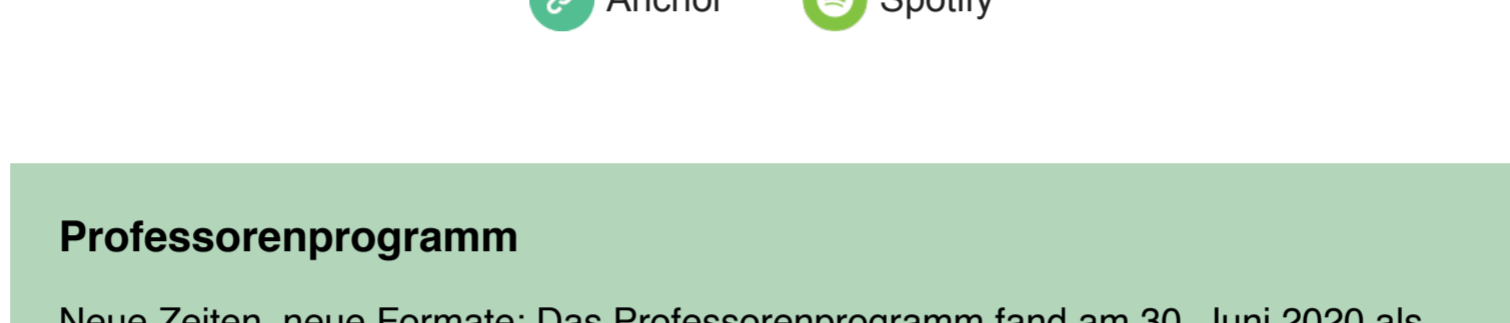 Anchor Spotify
Professorenprogramm
Neue Zeiten, neue Formate: Das Professorenprogramm fand am 30. Juni 2020 als